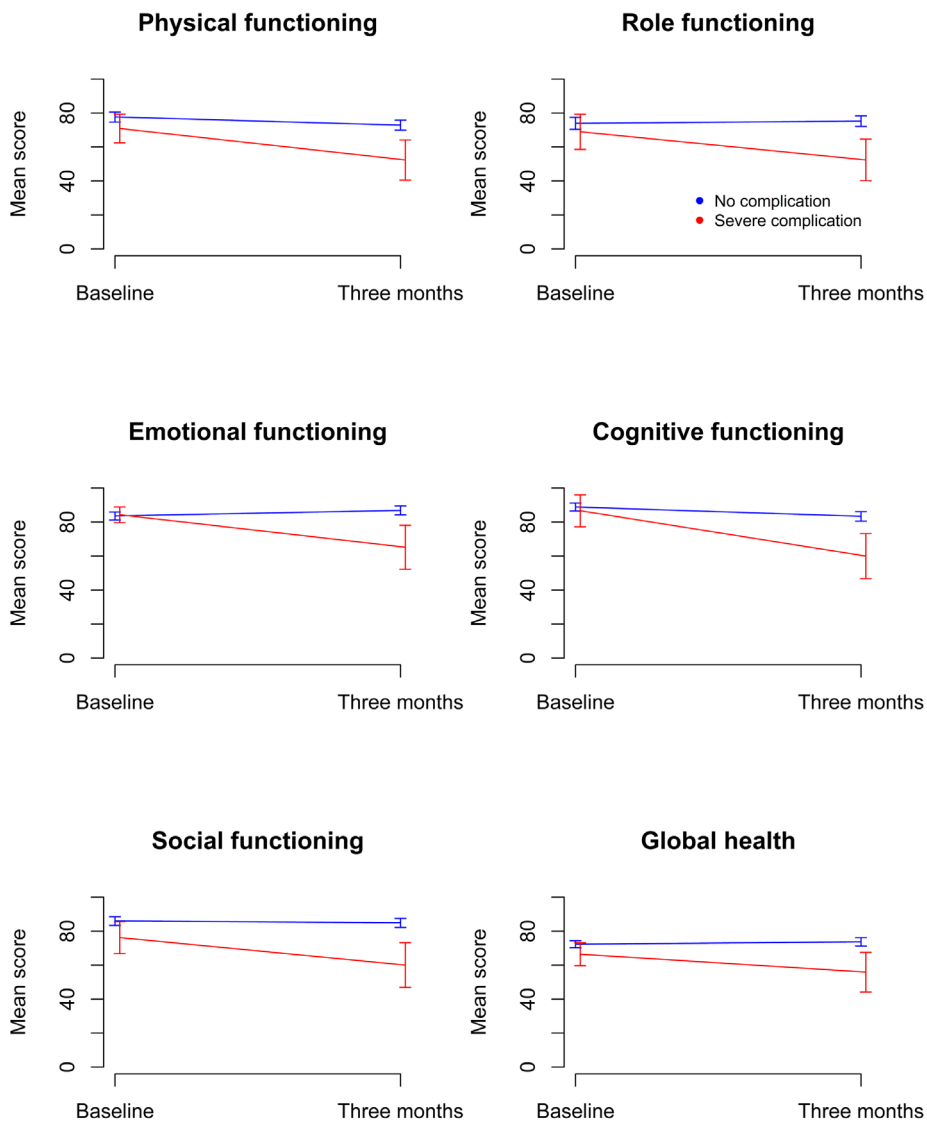 Physical functioning
Mean score
0
40
80
Baseline
Three months
Role functioning
Mean score
0
40
80
No complication
Severe complication
Baseline
Three months
Emotional functioning
Mean score
0
40
80
Baseline
Three months
Cognitive functioning
Mean score
0
40
80
Baseline
Three months
Social functioning
Mean score
0
40
80
Baseline
Three months
Global health
Mean score
0
40
80
Baseline
Three months